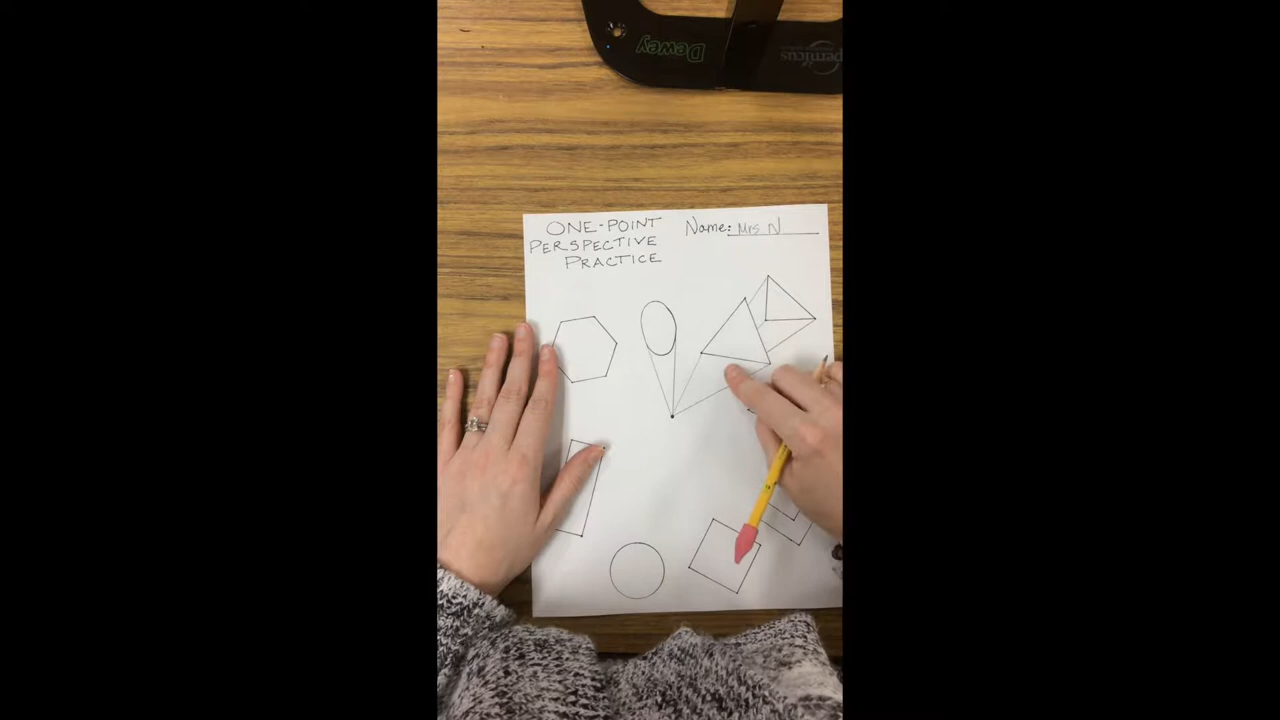 Dewey
ONE-POINT
PERSPECTIVE
PRACTICE
Name: Mrs N